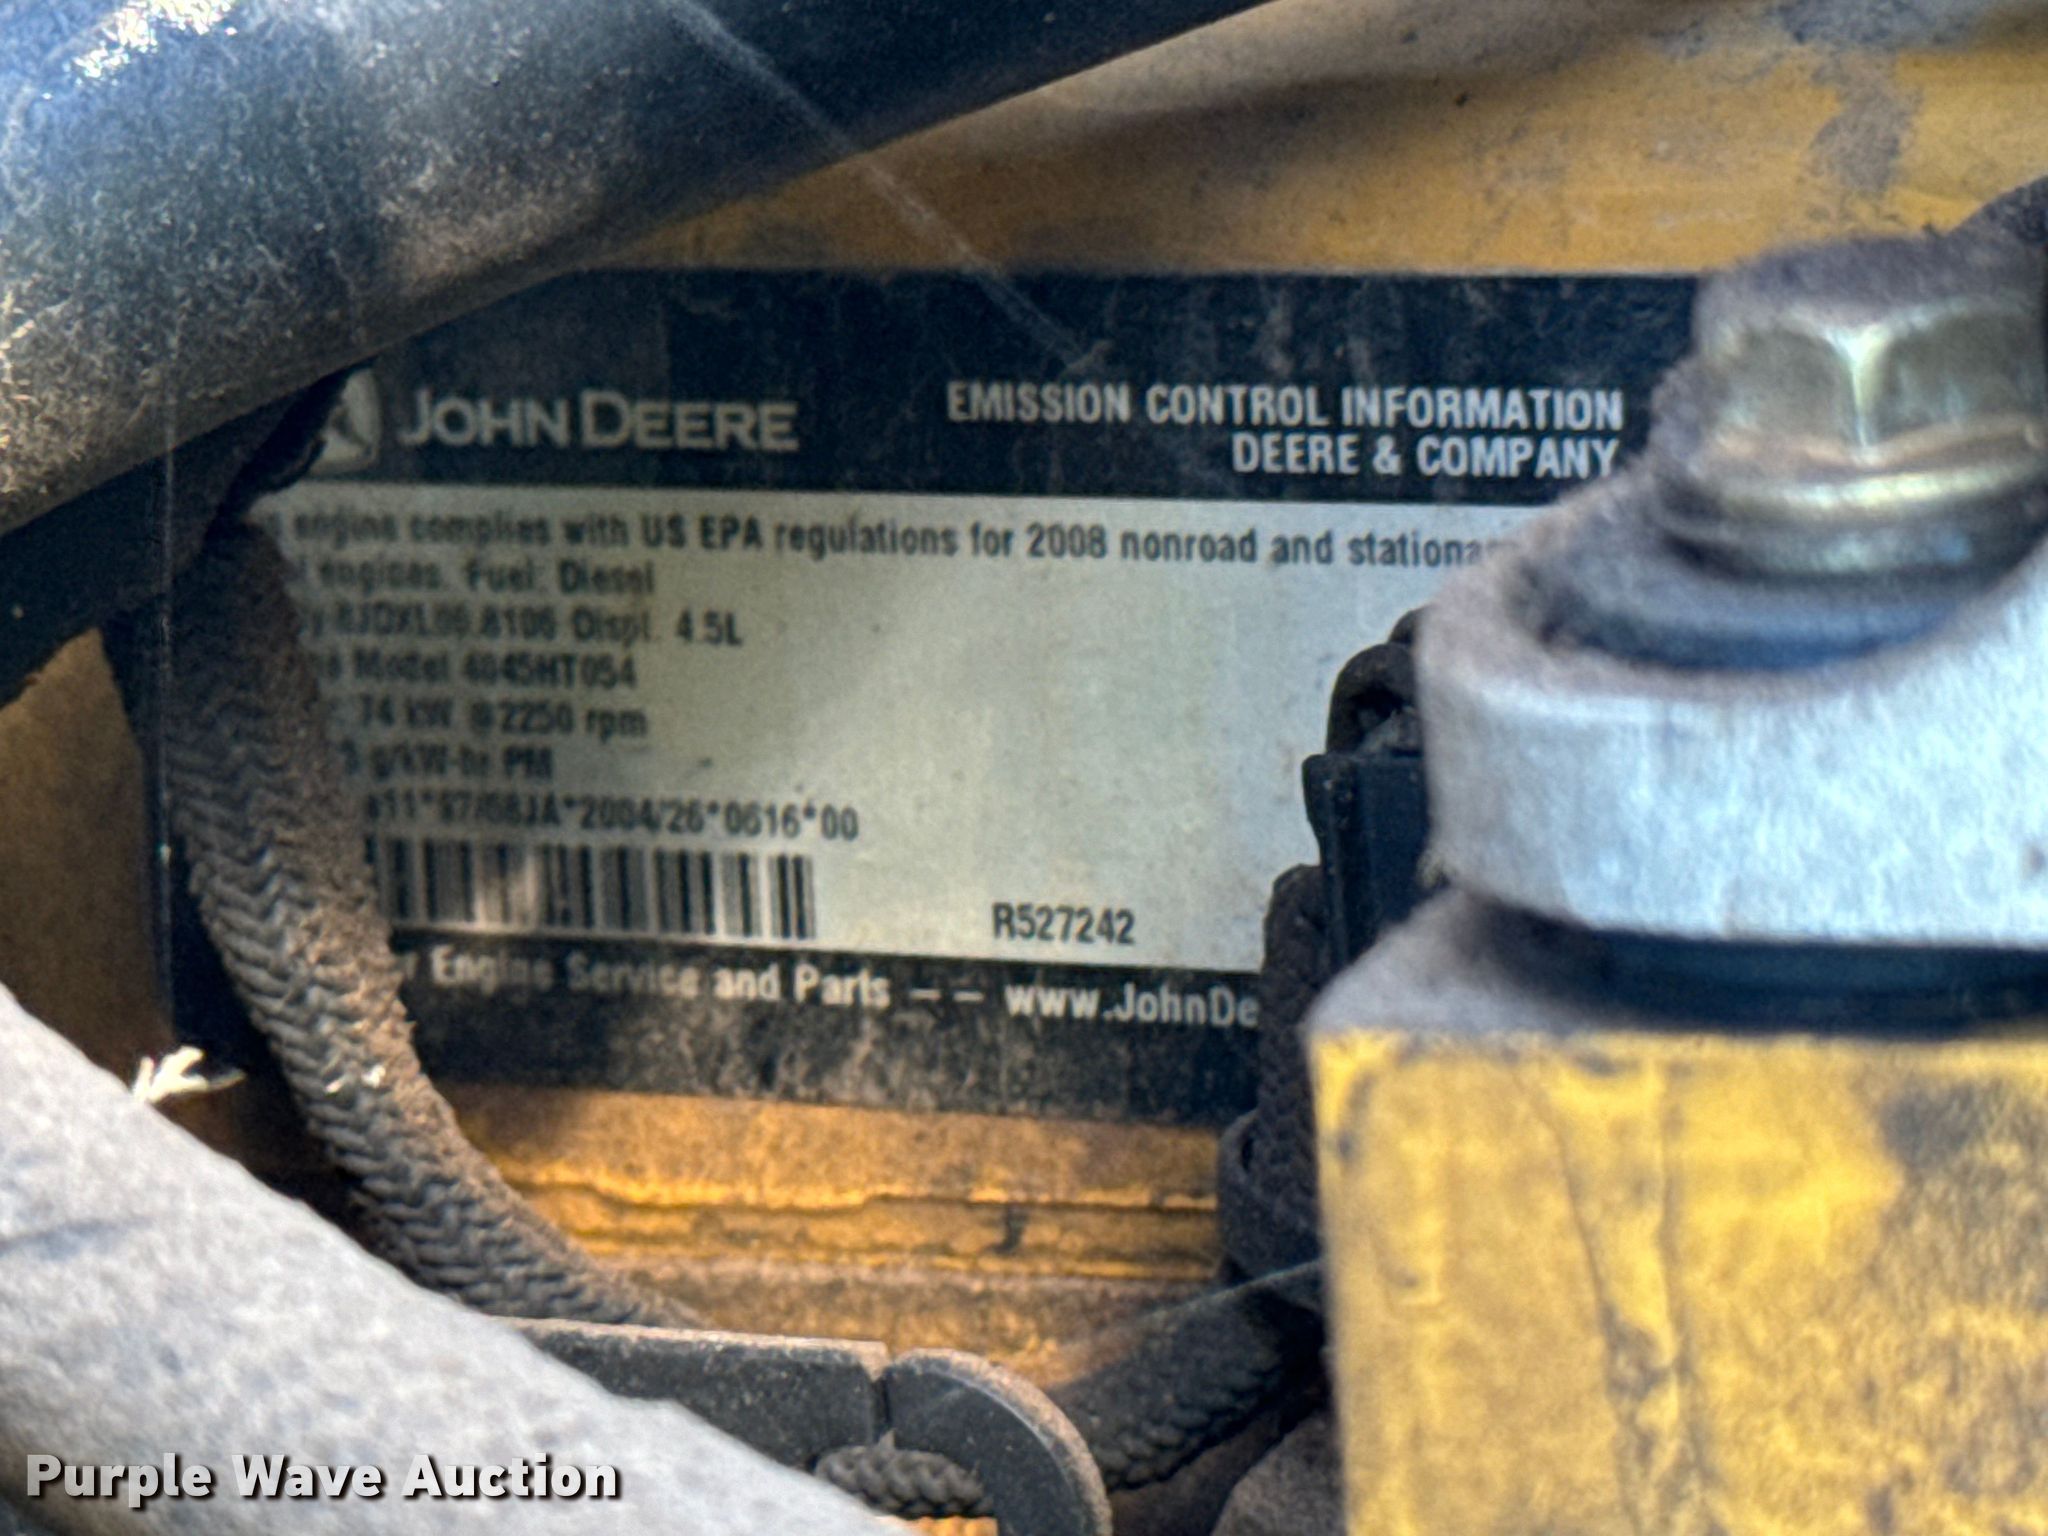 JOHN DEERE
EMISSION CONTROL INFORMATION
DEERE & COMPANY
engine complies with US EPA regulations for 2008 nonroad and
engines. Fuel: Diesel
Displ. 4.5L
Model 4045HT054
74 kW @ 2250 rpm
g/kW-hr PM
R527242
Engine Service and Parts – – www.JohnDe
Purple Wave Auction